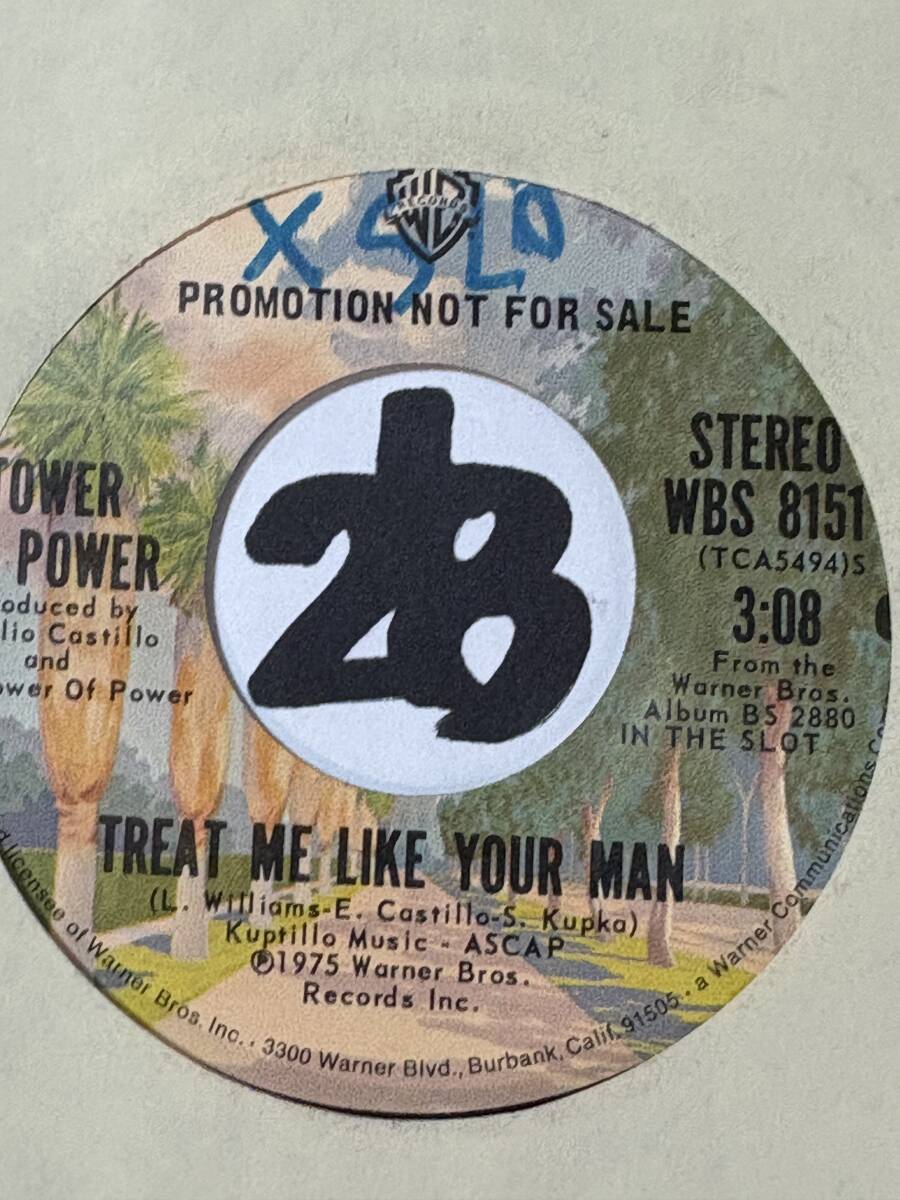 X SLO
W RECORDS
PROMOTION NOT FOR SALE
TOWER
POWER
oduced by
lio Castillo
and
ower Of Power
STEREO
WBS 8151
(TCA5494)S
3:08
From the
Warner Bros.
Album BS 2880
IN THE SLOT
TREAT ME LIKE YOUR MAN
(L. Williams-E. Castillo-S. Kupka)
Kuptillo Music - ASCAP
℗1975 Warner Bros.
Records Inc.
licensee of Warner Bros. Inc. • 3300 Warner Blvd., Burbank, Calif. 91505 • a Warner Communications Co